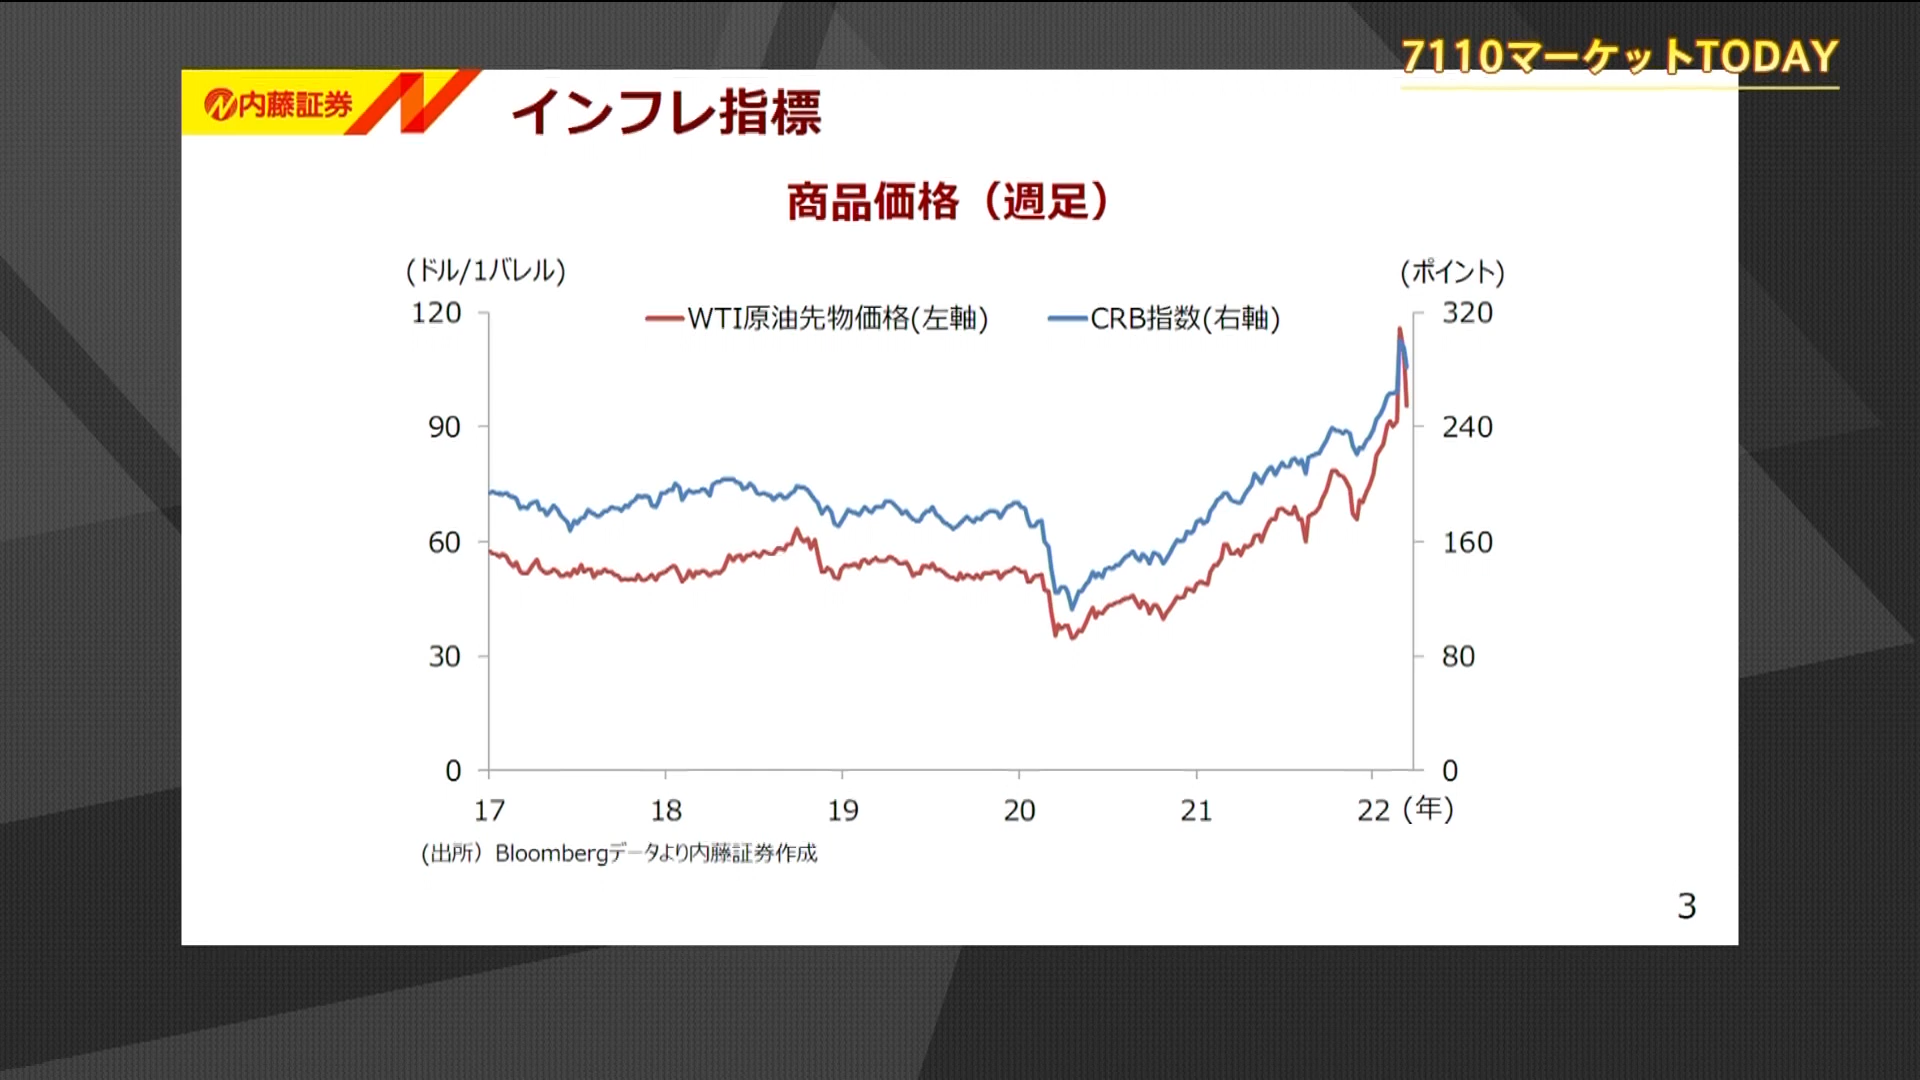 7110マーケットTODAY
内藤証券
インフレ指標
商品価格（週足）
(ドル/1バレル)
(ポイント)
WTI原油先物価格(左軸)
CRB指数(右軸)
120
90
60
30
0
320
240
160
80
0
17 18 19 20 21 22 (年)
(出所）Bloombergデータより内藤証券作成
3